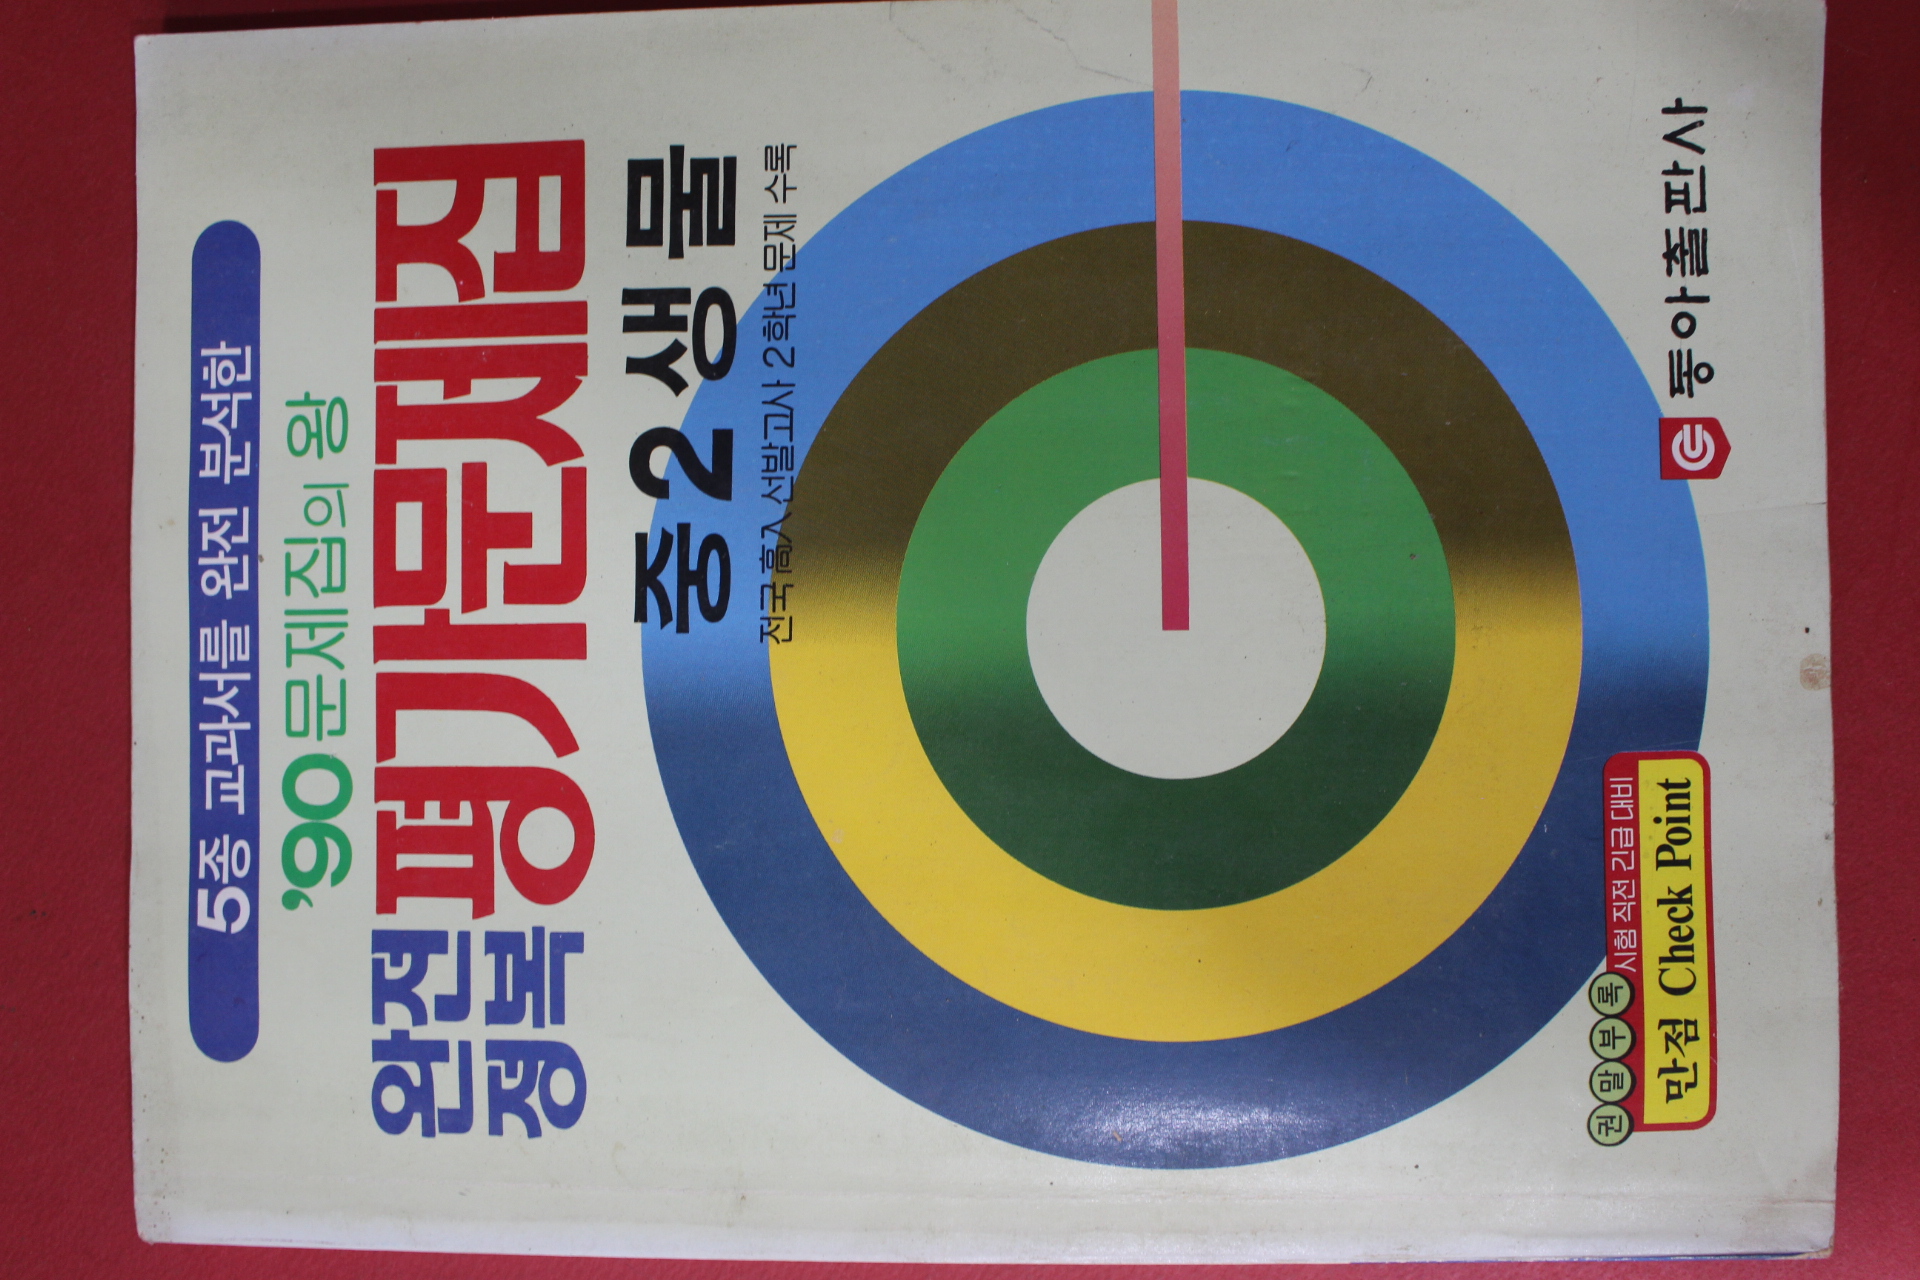 5종 교과서를 완전 분석한
'90 문제집의 왕
완전
정복
평가문제집
중2생물
전국 高入 선발고사 2학년 문제 수록
권말부록
시험 직전 긴급 대비
만점 Check Point
동아출판사